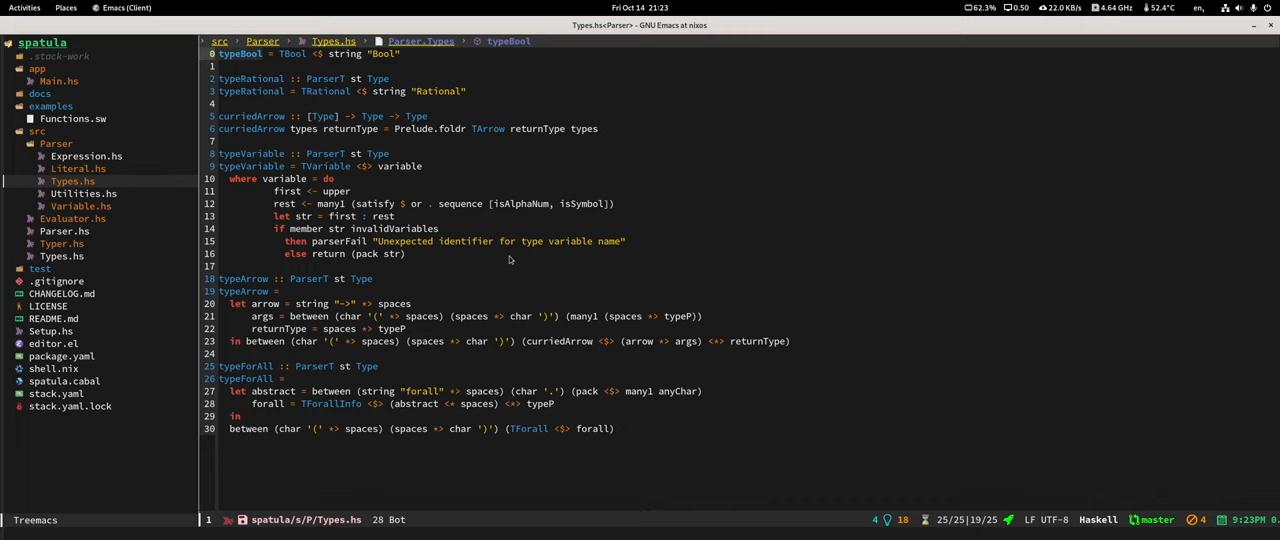 Activities Places Emacs (Client) Fri Oct 14 21:23 62.3% 0.50 22.0 KB/s 4.64 GHz 52.4°C en,
Types.hs<Parser> - GNU Emacs at nixos
spatula
.stack-work
app
Main.hs
docs
examples
Functions.sw
src
Parser
Expression.hs
Literal.hs
Types.hs
Utilities.hs
Variable.hs
Evaluator.hs
Parser.hs
Typer.hs
Types.hs
test
.gitignore
CHANGELOG.md
LICENSE
README.md
Setup.hs
editor.el
package.yaml
shell.nix
spatula.cabal
stack.yaml
stack.yaml.lock
src Parser Types.hs Parser.Types typeBool
0 typeBool = TBool <$ string "Bool"
1
2 typeRational :: ParserT st Type
3 typeRational = TRational <$ string "Rational"
4
5 curriedArrow :: [Type] -> Type -> Type
6 curriedArrow types returnType = Prelude.foldr TArrow returnType types
7
8 typeVariable :: ParserT st Type
9 typeVariable = TVariable <$> variable
10 where variable = do
11 first <- upper
12 rest <- many1 (satisfy $ or . sequence [isAlphaNum, isSymbol])
13 let str = first : rest
14 if member str invalidVariables
15 then parserFail "Unexpected identifier for type variable name"
16 else return (pack str)
17
18 typeArrow :: ParserT st Type
19 typeArrow =
20 let arrow = string "->" *> spaces
21 args = between (char '(' *> spaces) (spaces *> char ')') (many1 (spaces *> typeP))
22 returnType = spaces *> typeP
23 in between (char '(' *> spaces) (spaces *> char ')') (curriedArrow <$> (arrow *> args) <*> returnType)
24
25 typeForAll :: ParserT st Type
26 typeForAll =
27 let abstract = between (string "forall" *> spaces) (char '.') (pack <$> many1 anyChar)
28 forall = TForallInfo <$> (abstract <* spaces) <*> typeP
29 in
30 between (char '(' *> spaces) (spaces *> char ')') (TForall <$> forall)
Treemacs
1 spatula/s/P/Types.hs 28 Bot 4 18 25/25|19/25 LF UTF-8 Haskell master 4 9:23PM 0.